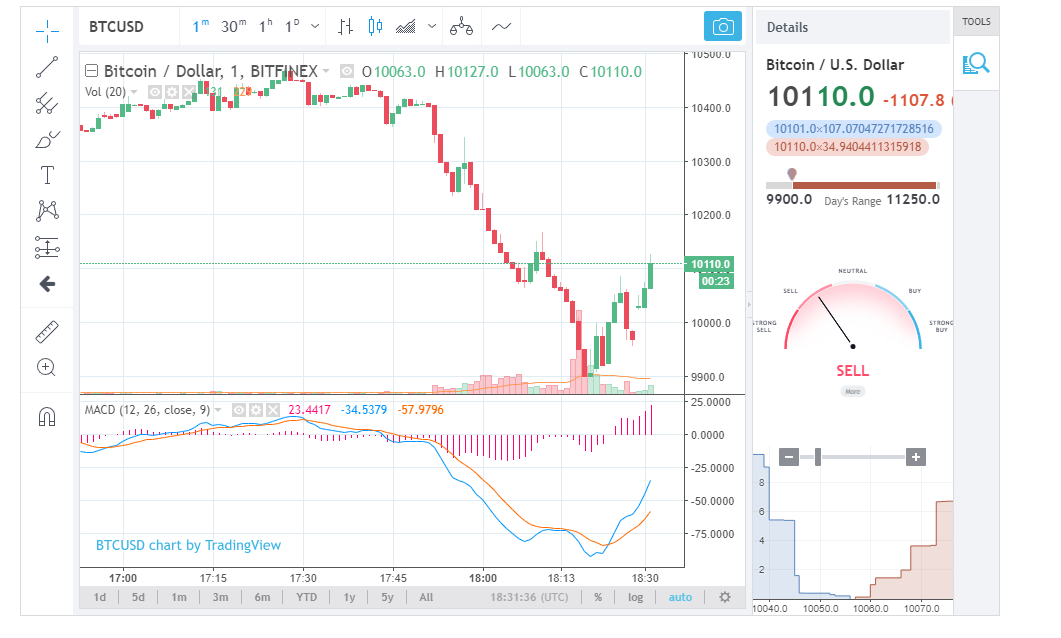 BTCUSD
1m 30m 1h 1D
Bitcoin / Dollar, 1, BITFINEX O10063.0 H10127.0 L10063.0 C10110.0
Vol (20)
10500.0
10400.0
10300.0
10200.0
10110.0
00:23
10000.0
9900.0
MACD (12, 26, close, 9) 23.4417 -34.5379 -57.9796
25.0000
0.0000
-25.0000
-50.0000
-75.0000
BTCUSD chart by TradingView
17:00 17:15 17:30 17:45 18:00 18:13 18:30
1d 5d 1m 3m 6m YTD 1y 5y All 18:31:36 (UTC) % log auto
Details
Bitcoin / U.S. Dollar
10110.0 -1107.8 (
10101.0×107.07047271728516
10110.0×34.9404411315918
9900.0 Day's Range 11250.0
NEUTRAL
SELL BUY
STRONG SELL STRONG BUY
SELL
More
8
6
4
2
10040.0 10050.0 10060.0 10070.0
TOOLS